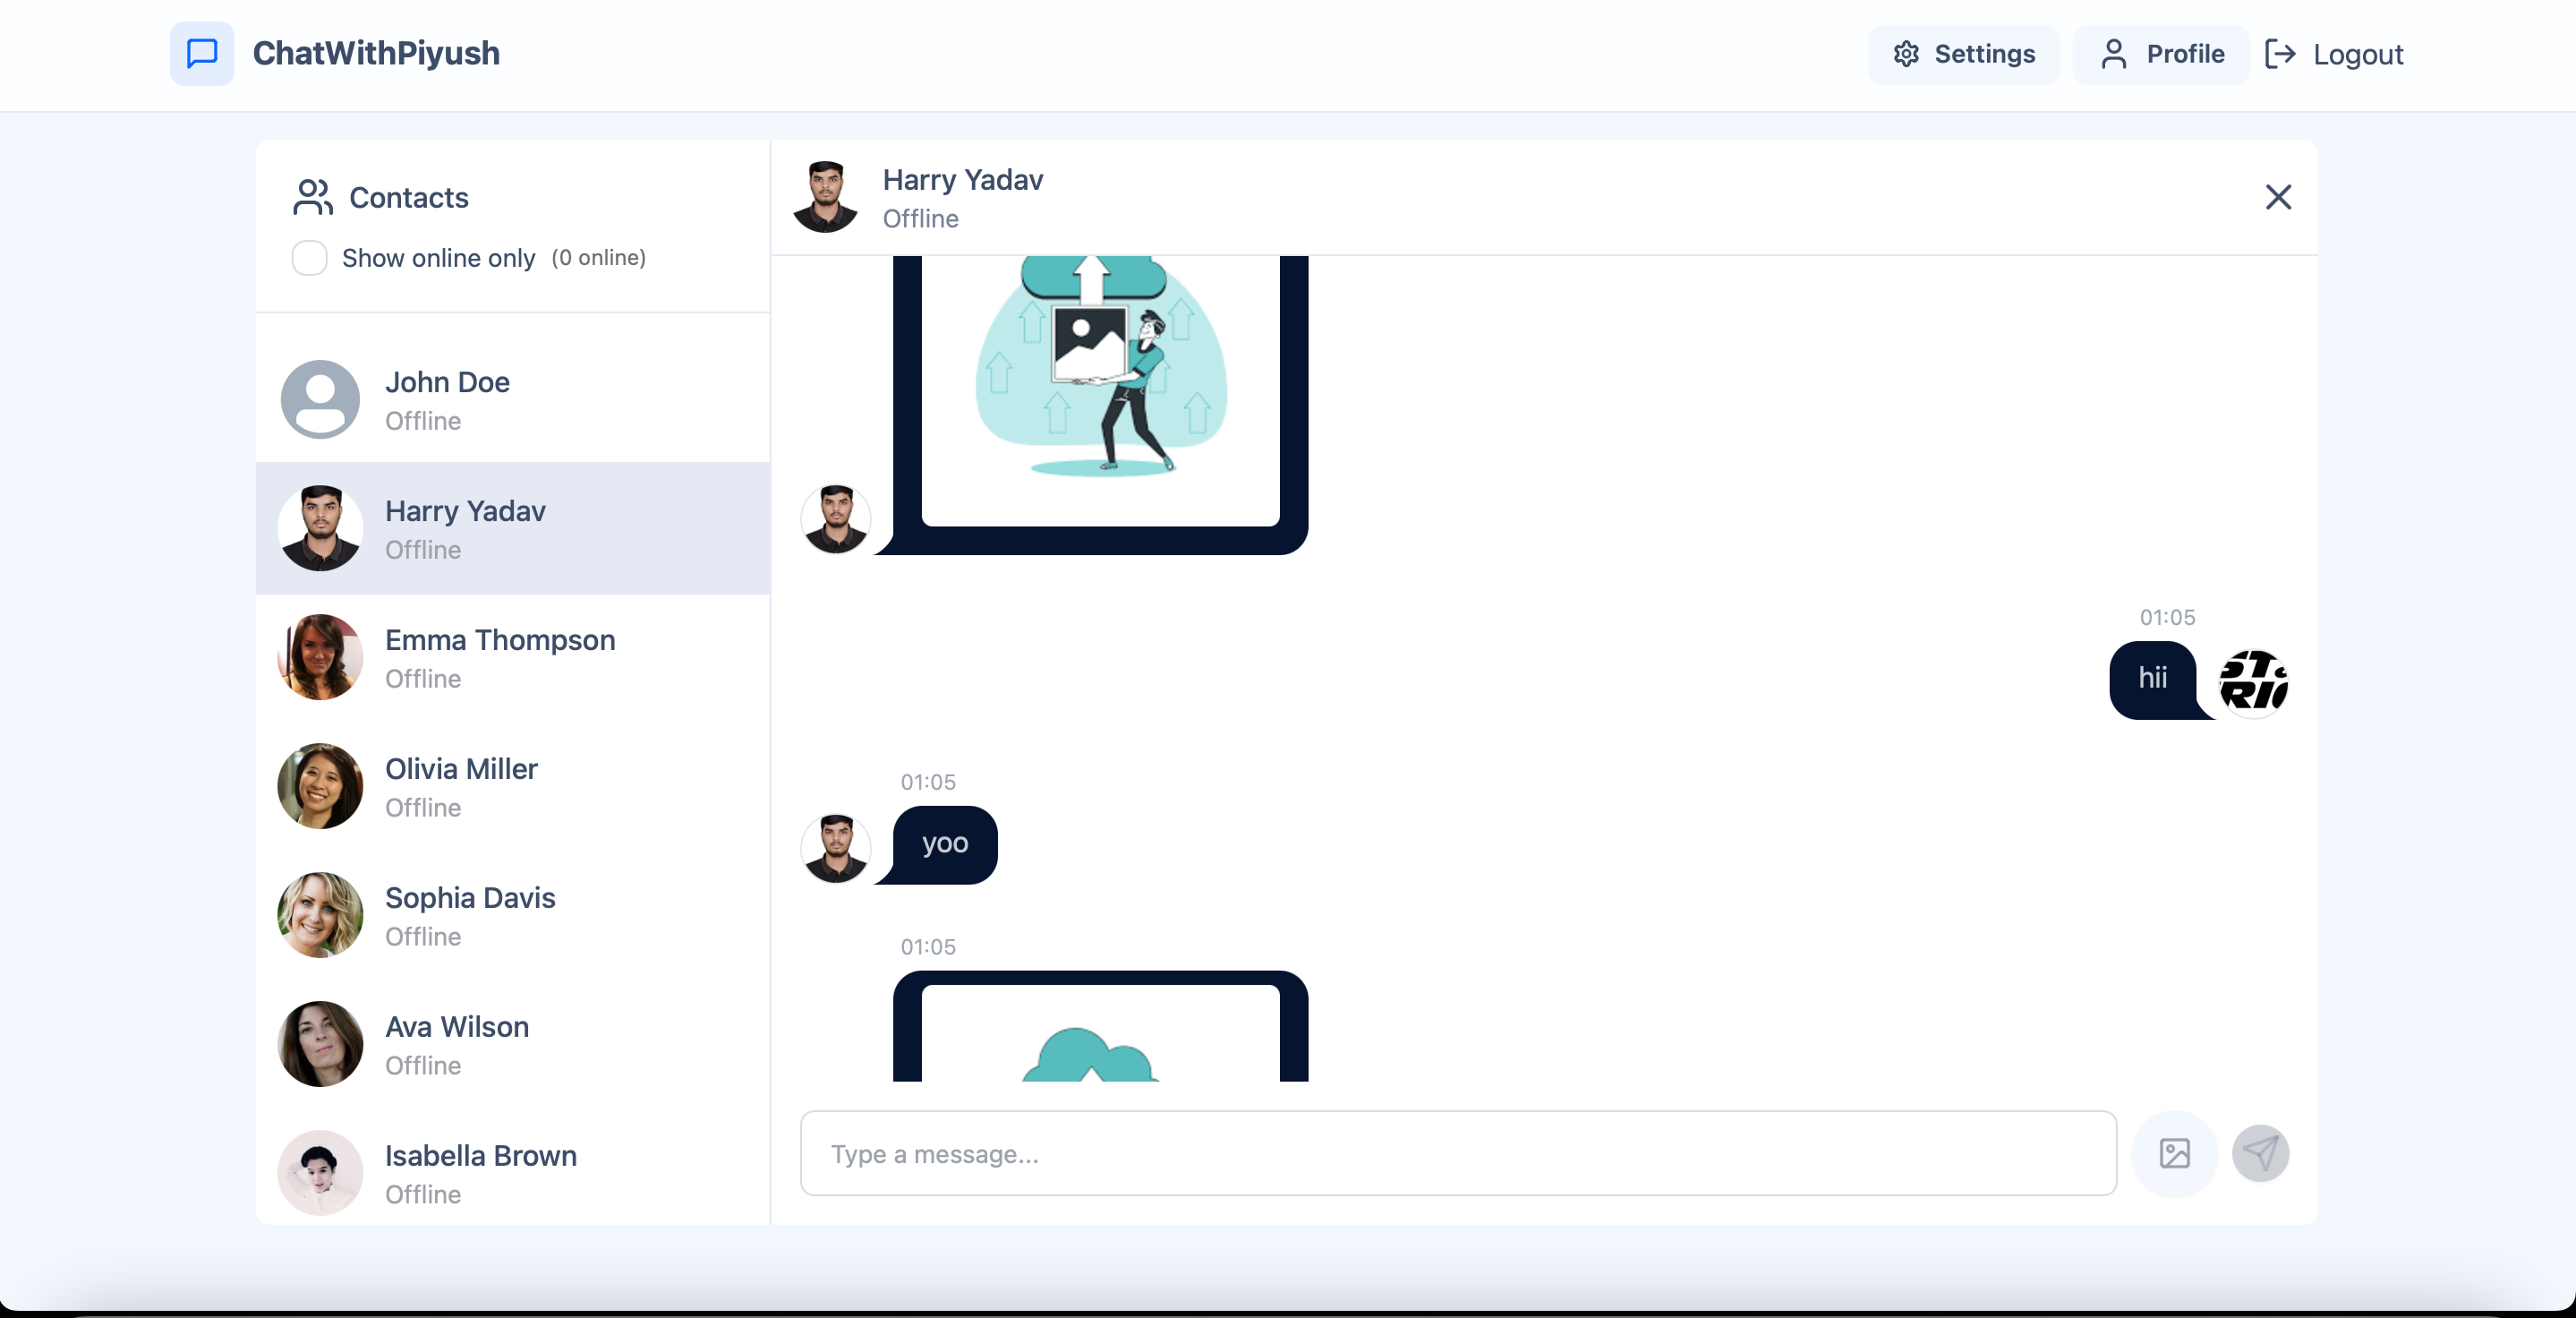 ChatWithPiyush
Settings
Profile
Logout
Contacts
Show online only (0 online)
John Doe
Offline
Harry Yadav
Offline
Emma Thompson
Offline
Olivia Miller
Offline
Sophia Davis
Offline
Ava Wilson
Offline
Isabella Brown
Offline
Harry Yadav
Offline
01:05
hii
01:05
yoo
01:05
Type a message...